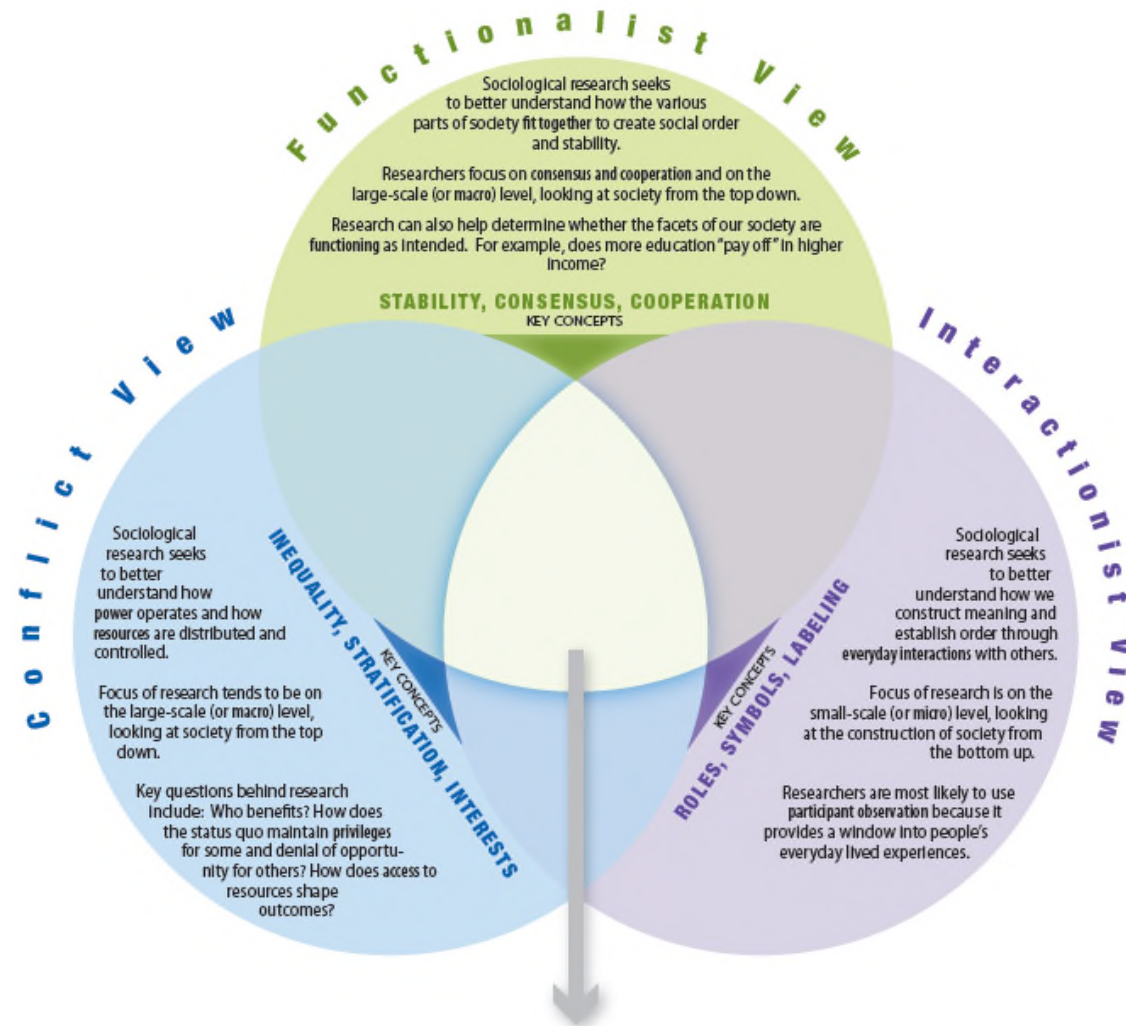 Functionalist View
Sociological research seeks
to better understand how the various
parts of society fit together to create social order
and stability.
Researchers focus on consensus and cooperation and on the
large-scale (or macro) level, looking at society from the top down.
Research can also help determine whether the facets of our society are
functioning as intended. For example, does more education “pay off” in higher
income?
STABILITY, CONSENSUS, COOPERATION
KEY CONCEPTS
Conflict View
Sociological
research seeks
to better
understand how
power operates and how
resources are distributed and
controlled.
Focus of research tends to be on
the large-scale (or macro) level,
looking at society from the top
down.
Key questions behind research
include: Who benefits? How does
the status quo maintain privileges
for some and denial of opportu-
nity for others? How does access to
resources shape
outcomes?
INEQUALITY, STRATIFICATION, INTERESTS
KEY CONCEPTS
Interactionist View
Sociological
research seeks
to better
understand how we
construct meaning and
establish order through
everyday interactions with others.
Focus of research is on the
small-scale (or micro) level, looking
at the construction of society from
the bottom up.
Researchers are most likely to use
participant observation because it
provides a window into people’s
everyday lived experiences.
KEY CONCEPTS
ROLES, SYMBOLS, LABELING